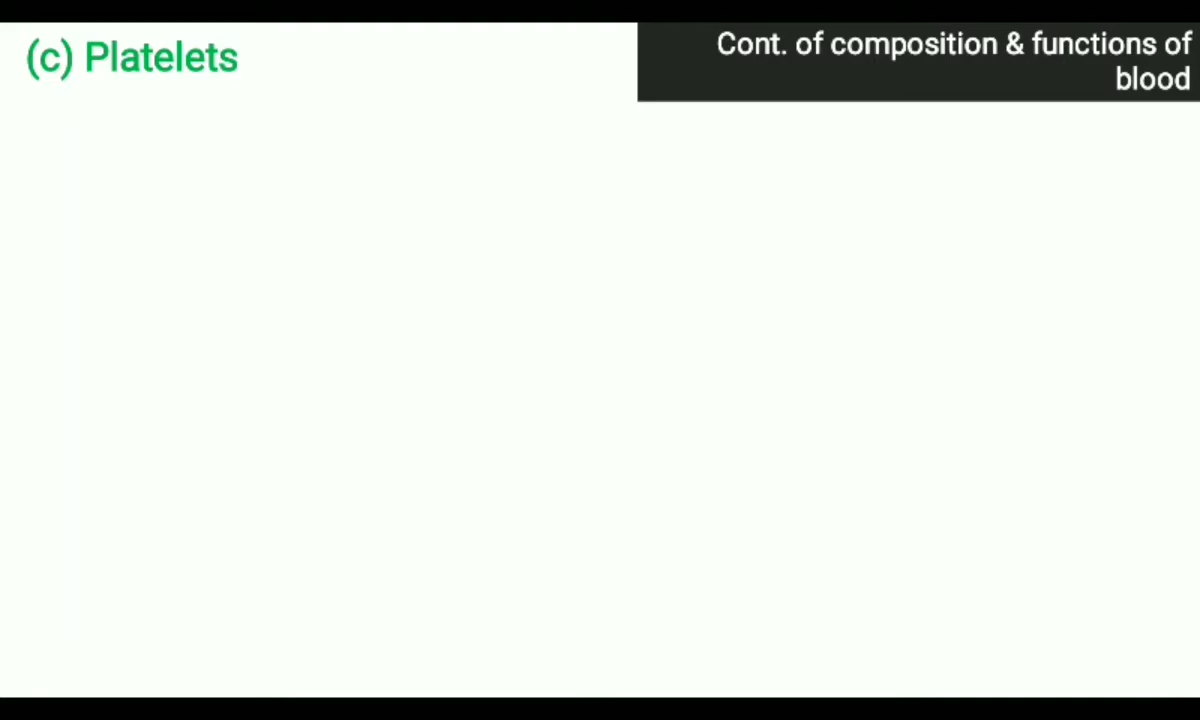 (c) Platelets
Cont. of composition & functions of
blood